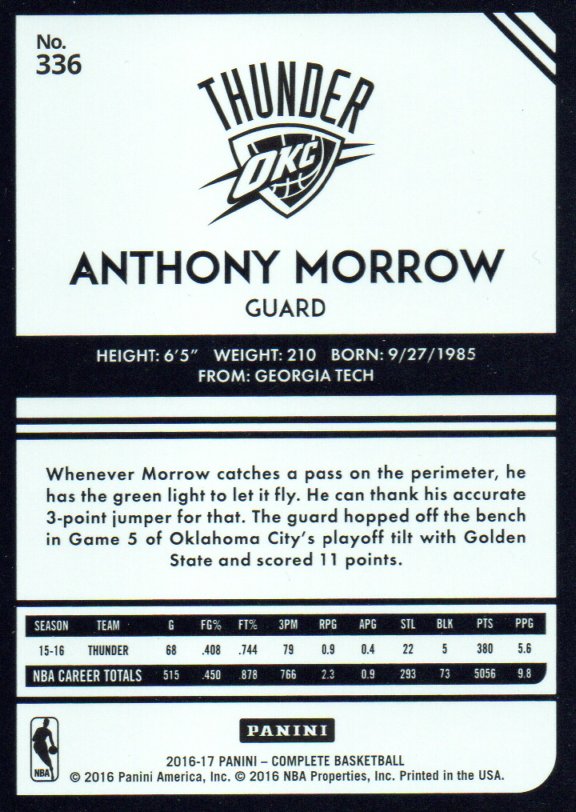 No.
336
THUNDER
OKC
ANTHONY MORROW
GUARD
HEIGHT: 6'5" WEIGHT: 210 BORN: 9/27/1985
FROM: GEORGIA TECH
Whenever Morrow catches a pass on the perimeter, he
has the green light to let it fly. He can thank his accurate
3-point jumper for that. The guard hopped off the bench
in Game 5 of Oklahoma City's playoff tilt with Golden
State and scored 11 points.
SEASON TEAM G FG% FT% 3PM RPG APG STL BLK PTS PPG
15-16 THUNDER 68 .408 .744 79 0.9 0.4 22 5 380 5.6
NBA CAREER TOTALS 515 .450 .878 766 2.3 0.9 293 73 5056 9.8
PANINI
NBA
2016-17 PANINI – COMPLETE BASKETBALL
© 2016 Panini America, Inc. © 2016 NBA Properties, Inc. Printed in the USA.